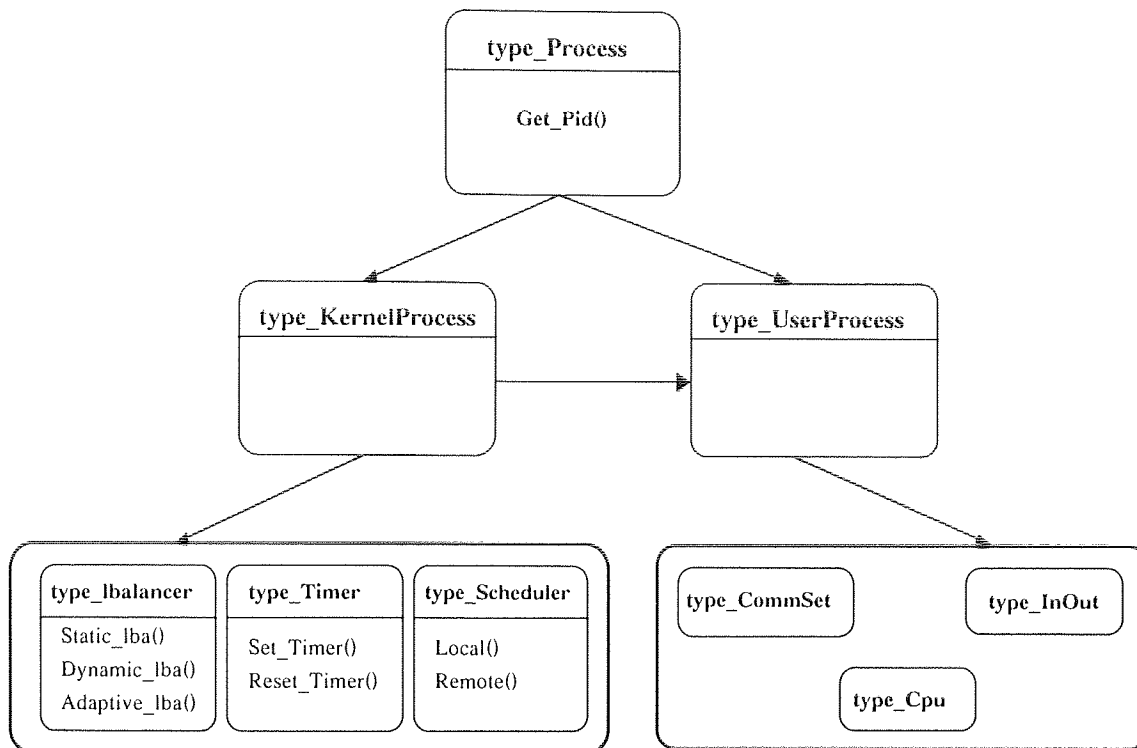 type_Process
Get_Pid()
type_KernelProcess
type_UserProcess
type_lbalancer
Static_lba()
Dynamic_lba()
Adaptive_lba()
type_Timer
Set_Timer()
Reset_Timer()
type_Scheduler
Local()
Remote()
type_CommSet
type_InOut
type_Cpu